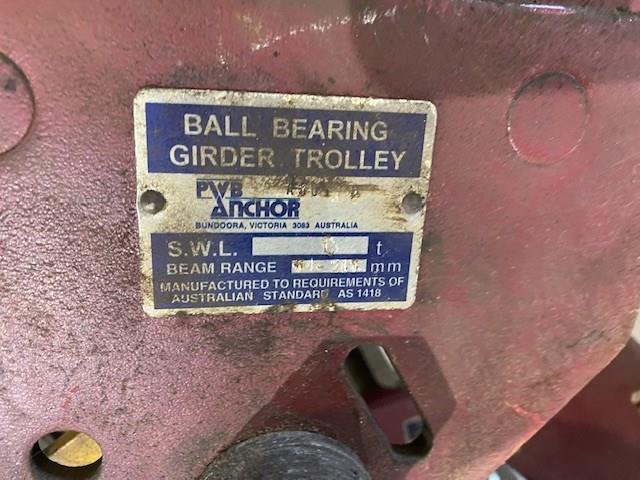 BALL BEARING
GIRDER TROLLEY
PWB
ANCHOR
BUNDOORA, VICTORIA 3083 AUSTRALIA
S.W.L. t
BEAM RANGE mm
MANUFACTURED TO REQUIREMENTS OF
AUSTRALIAN STANDARD AS 1418